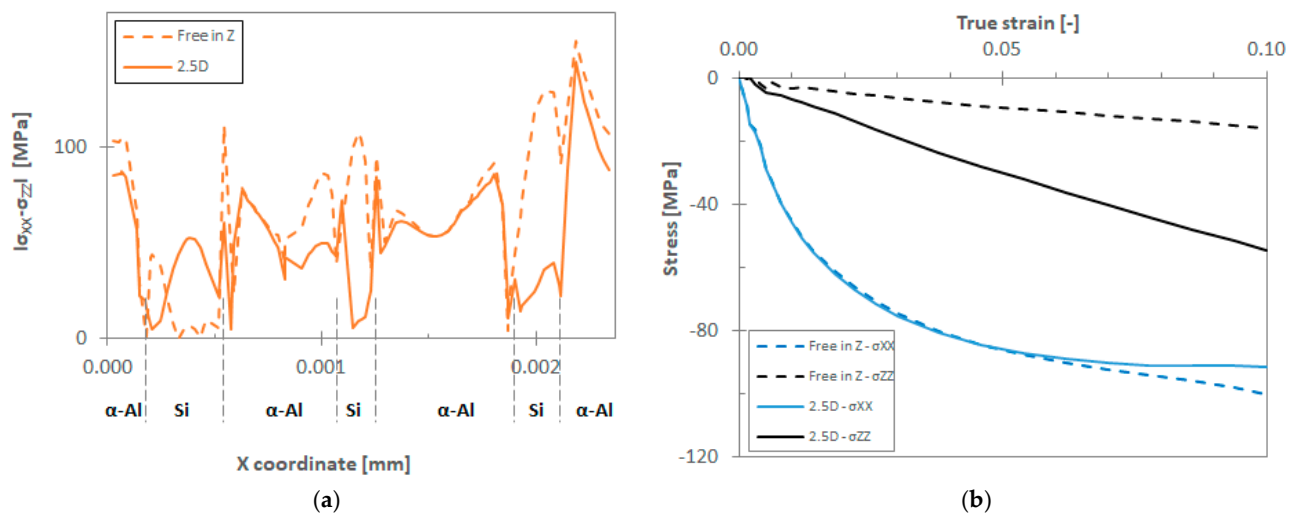 Free in Z
2.5D
|σXX-σZZ| [MPa]
100
0
0.000
0.001
0.002
α-Al
Si
α-Al
Si
α-Al
Si
α-Al
X coordinate [mm]
(a)
True strain [-]
0.00
0.05
0.10
0
-40
-80
-120
Stress [MPa]
Free in Z - σXX
Free in Z - σZZ
2.5D - σXX
2.5D - σZZ
(b)